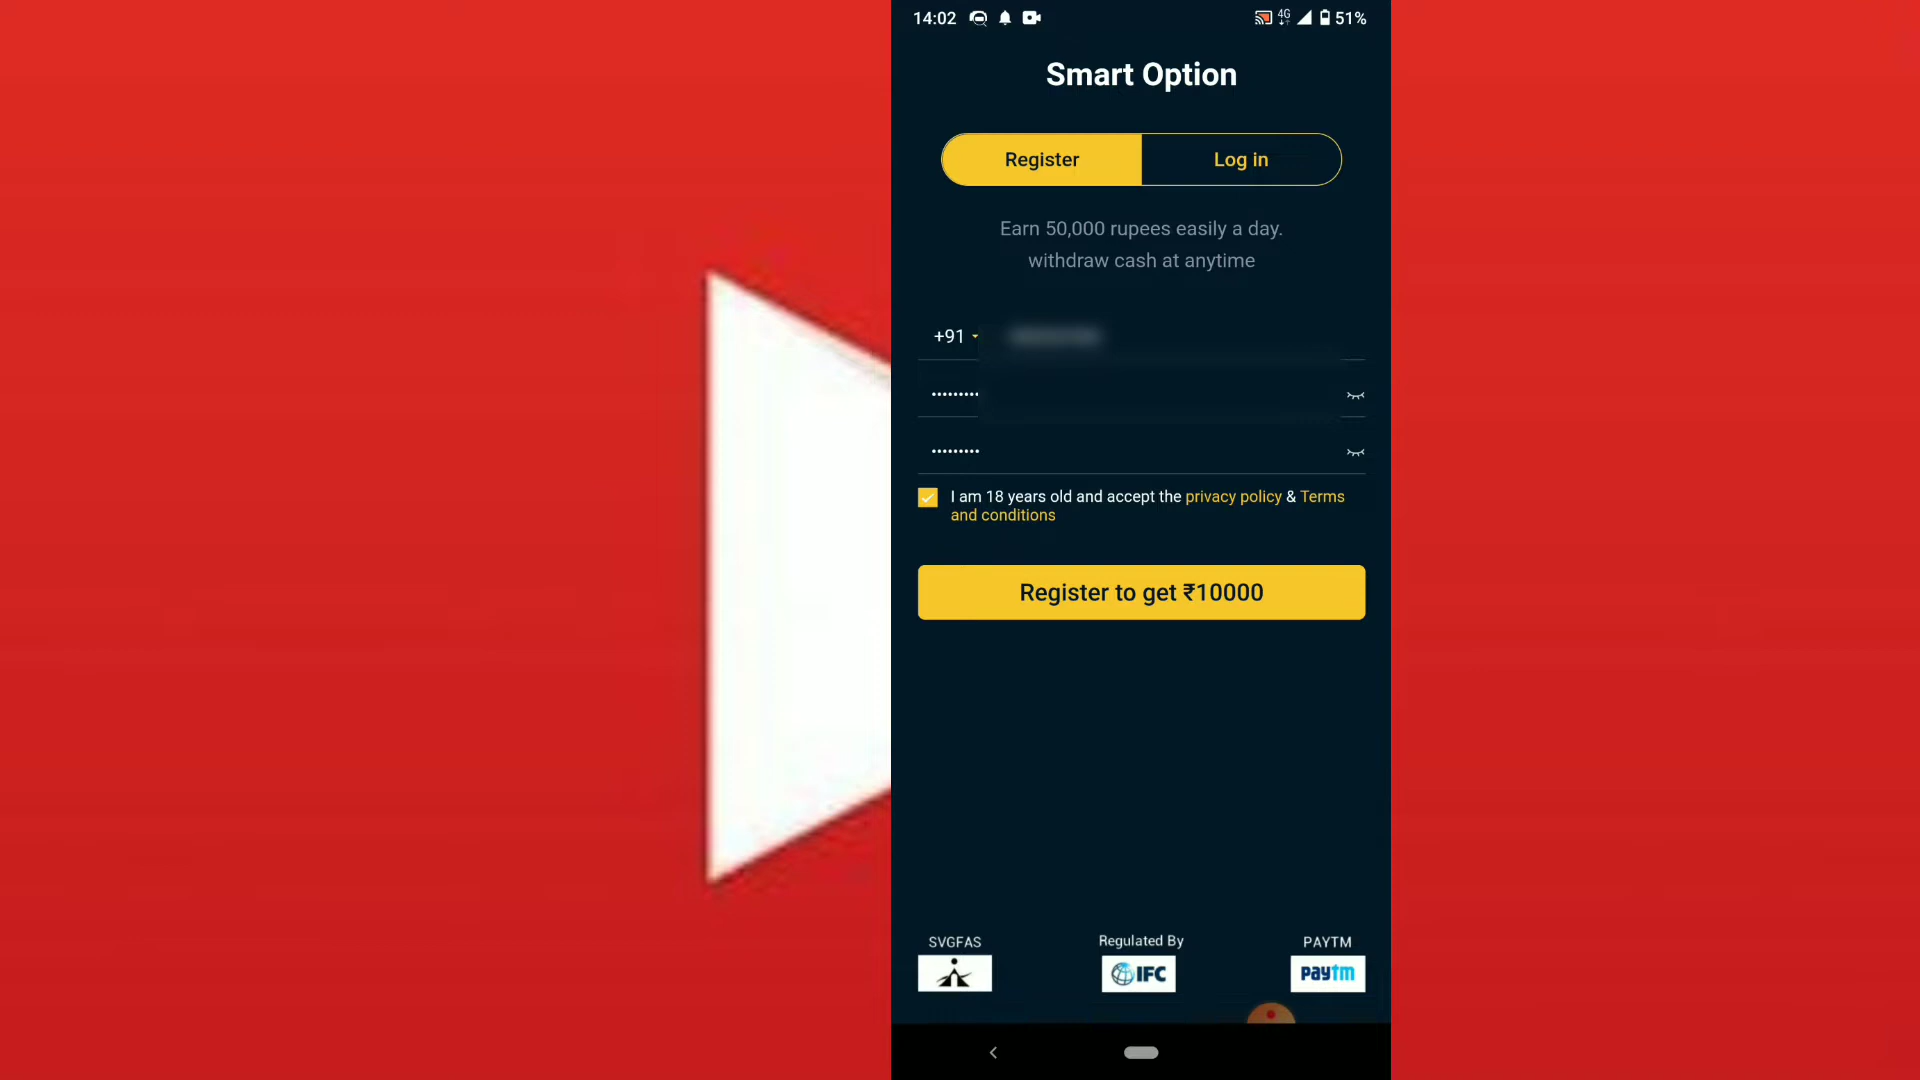 14:02 4G 51%
Smart Option
Register Log in
Earn 50,000 rupees easily a day.
withdraw cash at anytime
+91
I am 18 years old and accept the privacy policy & Terms
and conditions
Register to get ₹10000
SVGFAS Regulated By PAYTM
IFC paytm